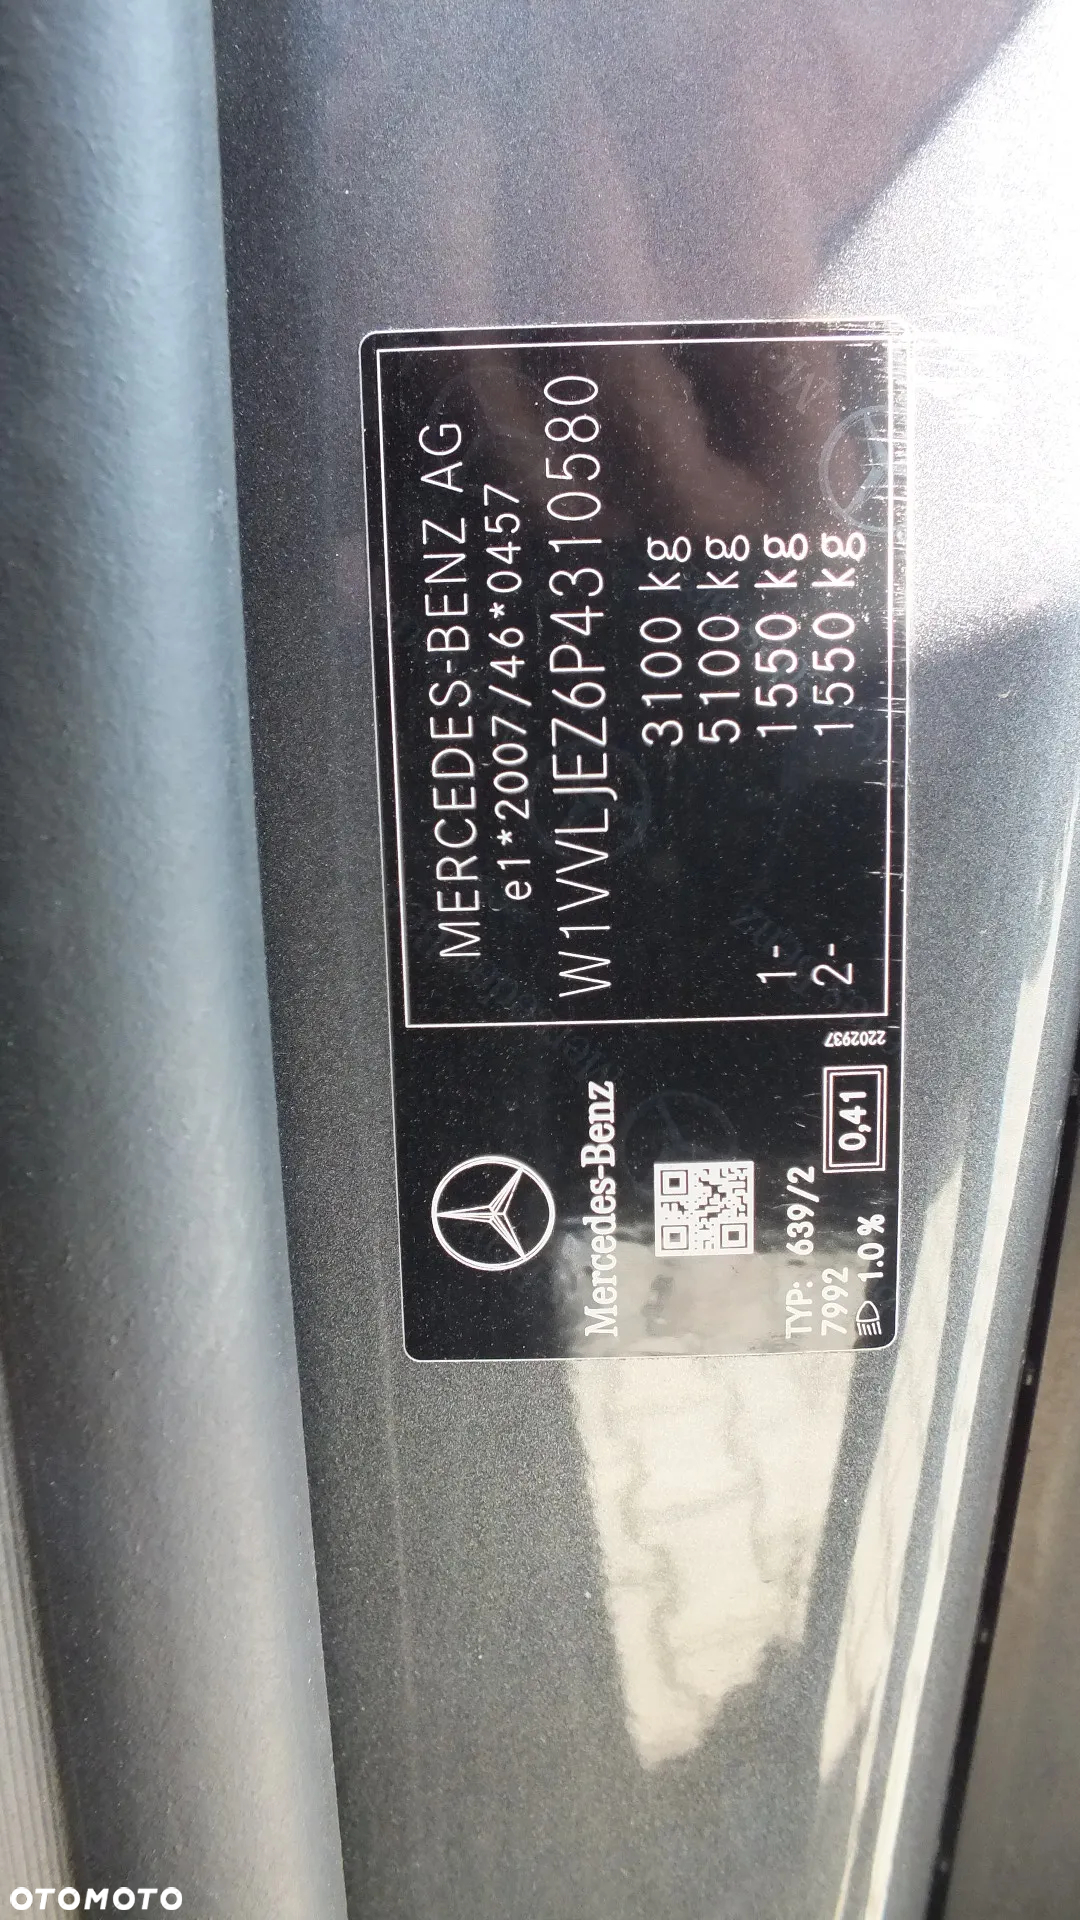 MERCEDES-BENZ AG
e1*2007/46*0457
W1VVLJEZ6P4310580
3100 kg
5100 kg
1- 1550 kg
2- 1550 kg
2202937
Mercedes-Benz
TYP: 639/2
7992
1.0%
0,41
OTOMOTO